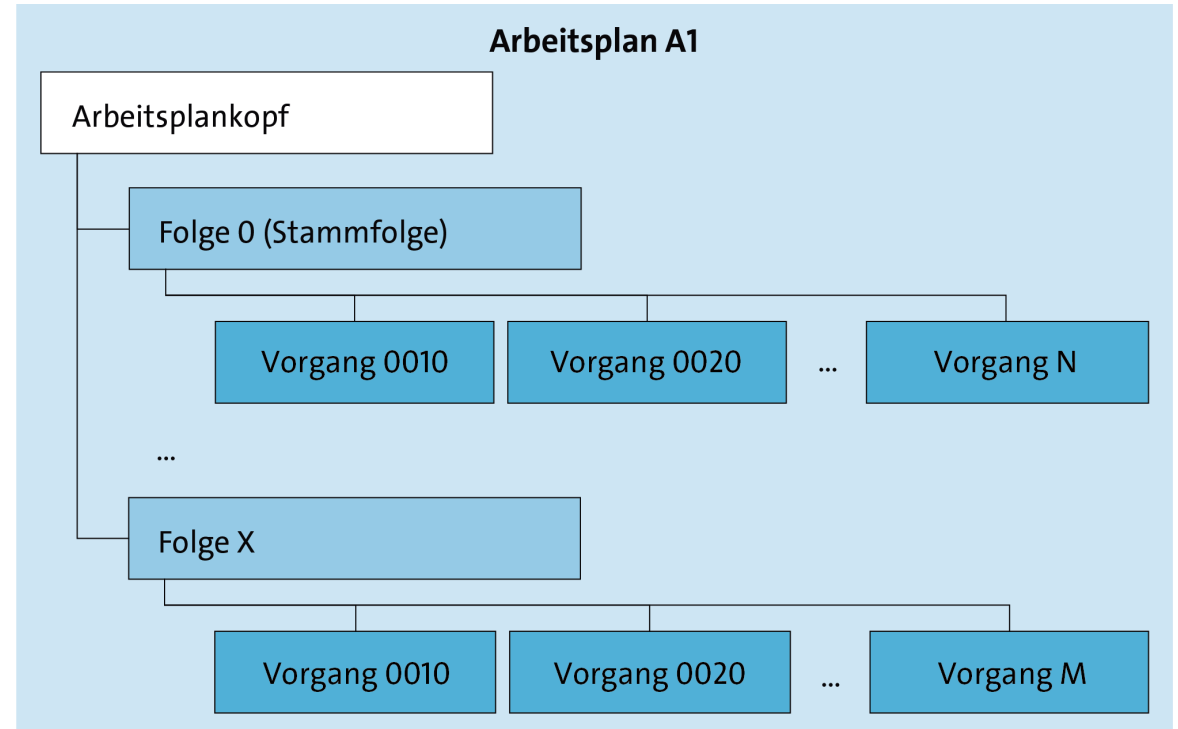 Arbeitsplan A1
Arbeitsplankopf
Folge 0 (Stammfolge)
Vorgang 0010
Vorgang 0020
...
Vorgang N
...
Folge X
Vorgang 0010
Vorgang 0020
...
Vorgang M